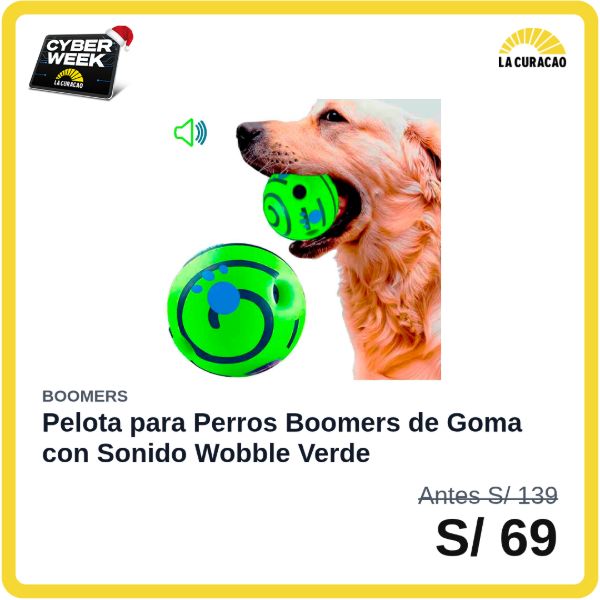 CYBER
WEEK
LA CURACAO
LA CURACAO
BOOMERS
Pelota para Perros Boomers de Goma
con Sonido Wobble Verde
Antes S/ 139
S/ 69